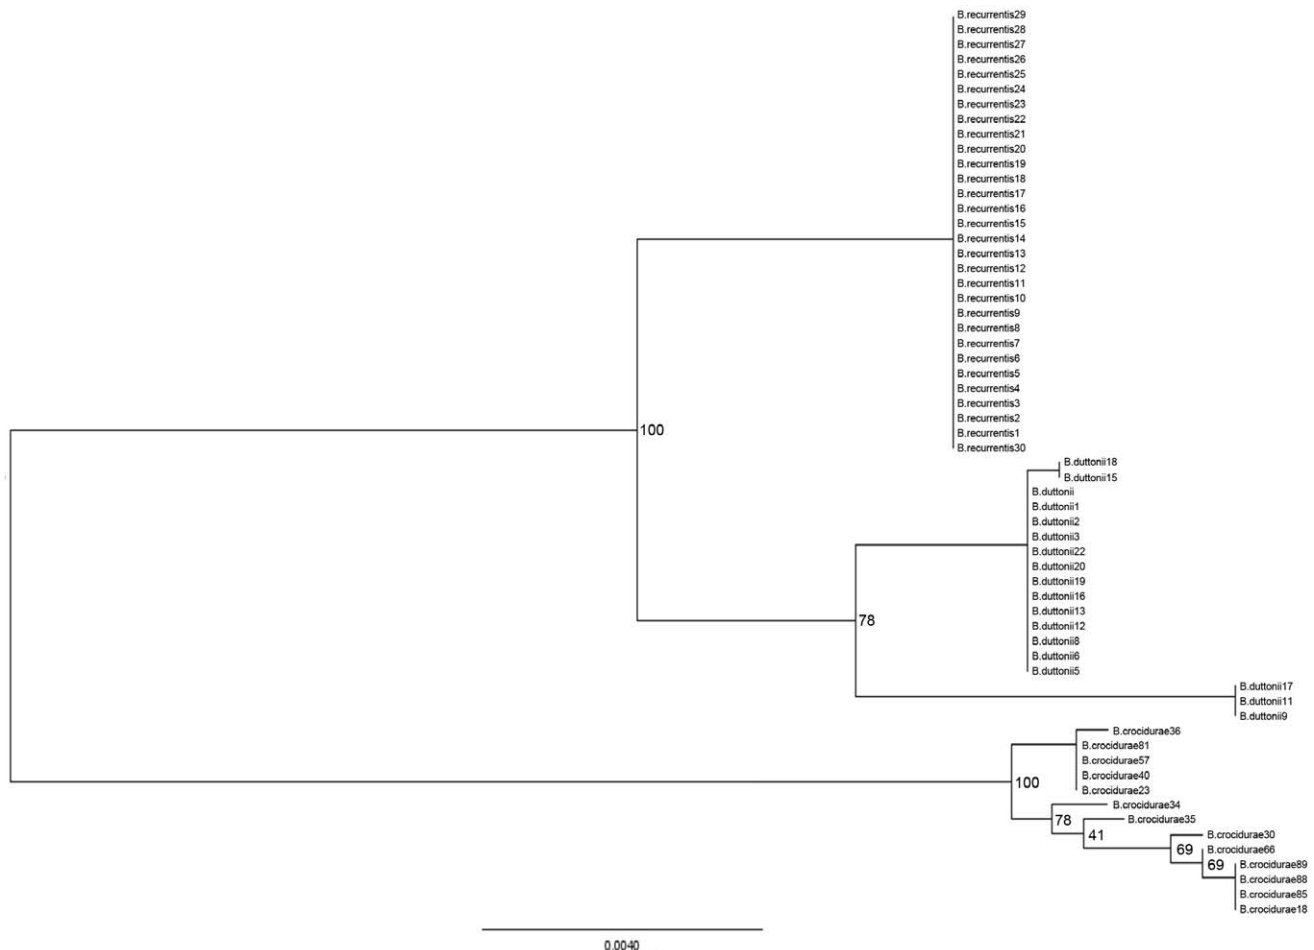 B.recurrentis29
B.recurrentis28
B.recurrentis27
B.recurrentis26
B.recurrentis25
B.recurrentis24
B.recurrentis23
B.recurrentis22
B.recurrentis21
B.recurrentis20
B.recurrentis19
B.recurrentis18
B.recurrentis17
B.recurrentis16
B.recurrentis15
B.recurrentis14
B.recurrentis13
B.recurrentis12
B.recurrentis11
B.recurrentis10
B.recurrentis9
B.recurrentis8
B.recurrentis7
B.recurrentis6
B.recurrentis5
B.recurrentis4
B.recurrentis3
B.recurrentis2
100
B.recurrentis1
B.recurrentis30
B.duttonii18
B.duttonii15
B.duttonii
B.duttonii1
B.duttonii2
B.duttonii3
B.duttonii22
B.duttonii20
B.duttonii19
B.duttonii16
B.duttonii13
78
B.duttonii12
B.duttonii8
B.duttonii6
B.duttonii5
B.duttonii17
B.duttonii11
B.duttonii9
B.crocidurae36
B.crocidurae81
B.crocidurae57
B.crocidurae40
100
B.crocidurae23
B.crocidurae34
78
B.crocidurae35
41
B.crocidurae30
69
B.crocidurae66
69
B.crocidurae89
B.crocidurae88
B.crocidurae85
B.crocidurae18
0.0040